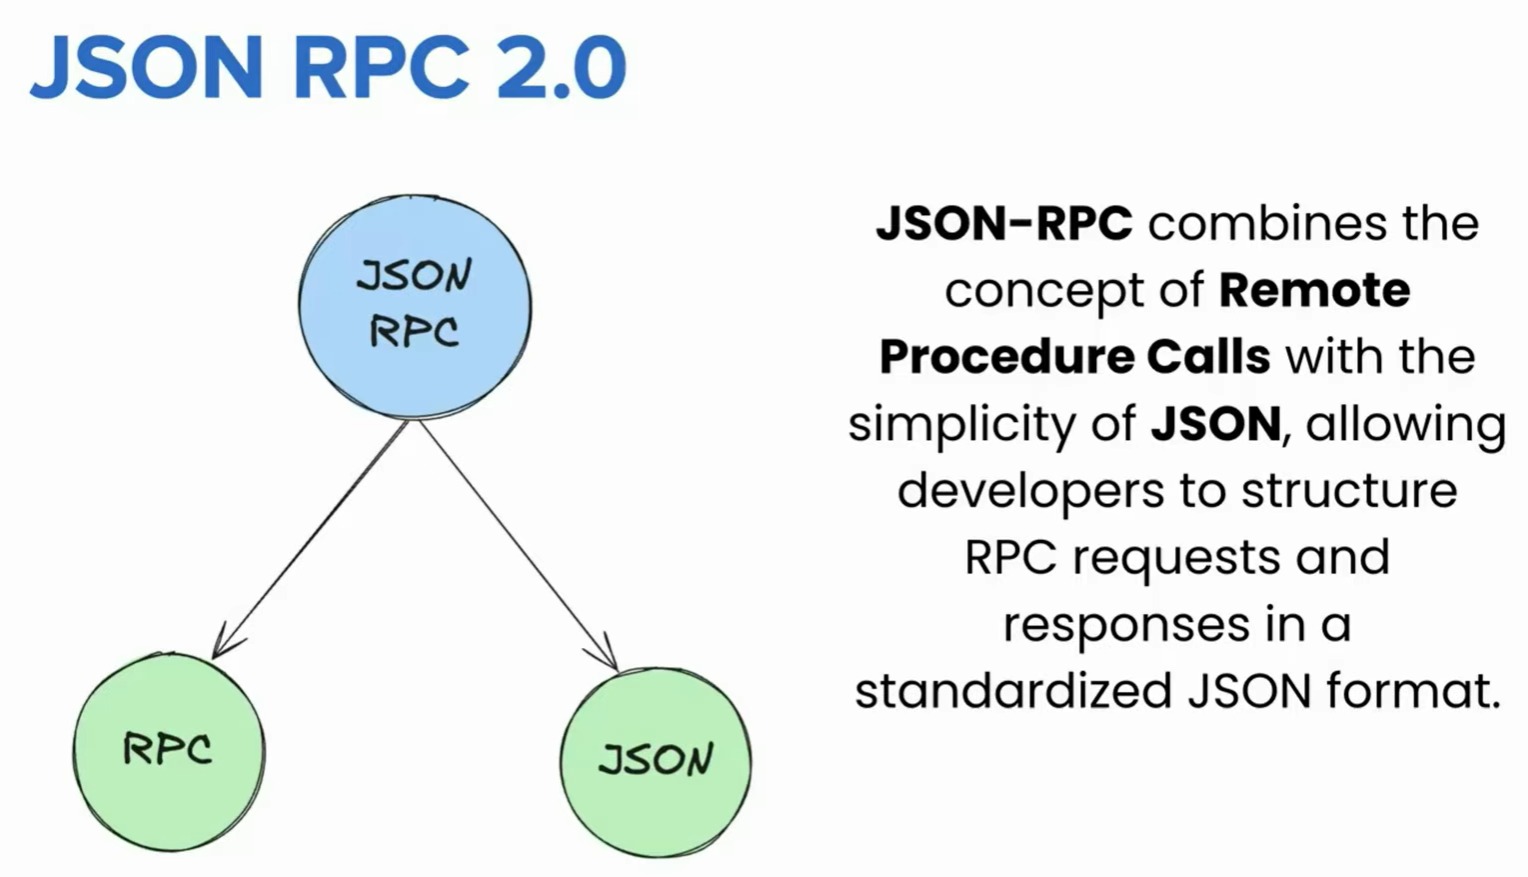 JSON RPC 2.0
JSON
RPC
RPC
JSON
JSON-RPC combines the
concept of Remote
Procedure Calls with the
simplicity of JSON, allowing
developers to structure
RPC requests and
responses in a
standardized JSON format.